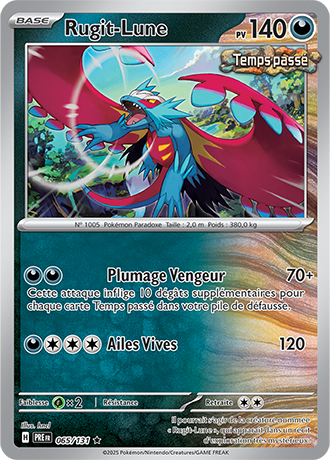 BASE Rugit-Lune PV 140
Temps passé
N° 1005 Pokémon Paradoxe Taille : 2,0 m Poids : 380,0 kg
Plumage Vengeur 70+
Cette attaque inflige 10 dégâts supplémentaires pour
chaque carte Temps passé dans votre pile de défausse.
Ailes Vives 120
Faiblesse ×2 Résistance Retraite
Illus. hncl
Il pourrait s'agir de la créature nommée
« Rugit-Lune », qui apparaît dans un récit
d'exploration très sérieux.
H PRE FR 065/131
©2025 Pokémon/Nintendo/Creatures/GAME FREAK